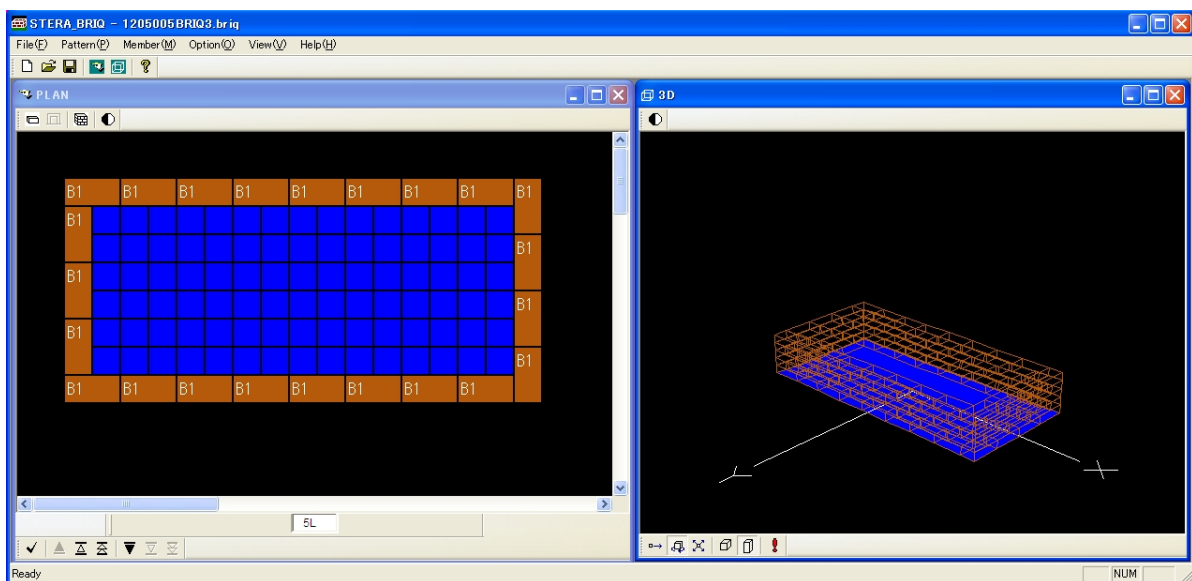 STERA_BRIQ - 1205005BRIQ3.briq
File(F) Pattern(P) Member(M) Option(O) View(V) Help(H)
PLAN
3D
B1 B1 B1 B1 B1 B1 B1 B1 B1
B1
B1
B1
B1
B1
B1
B1 B1 B1 B1 B1 B1 B1 B1
Y
X
5L
Ready
NUM